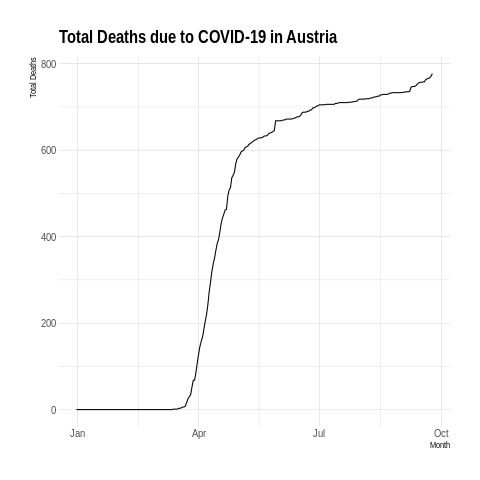 Total Deaths due to COVID-19 in Austria
Total Deaths
800
600
400
200
0
Jan Apr Jul Oct
Month